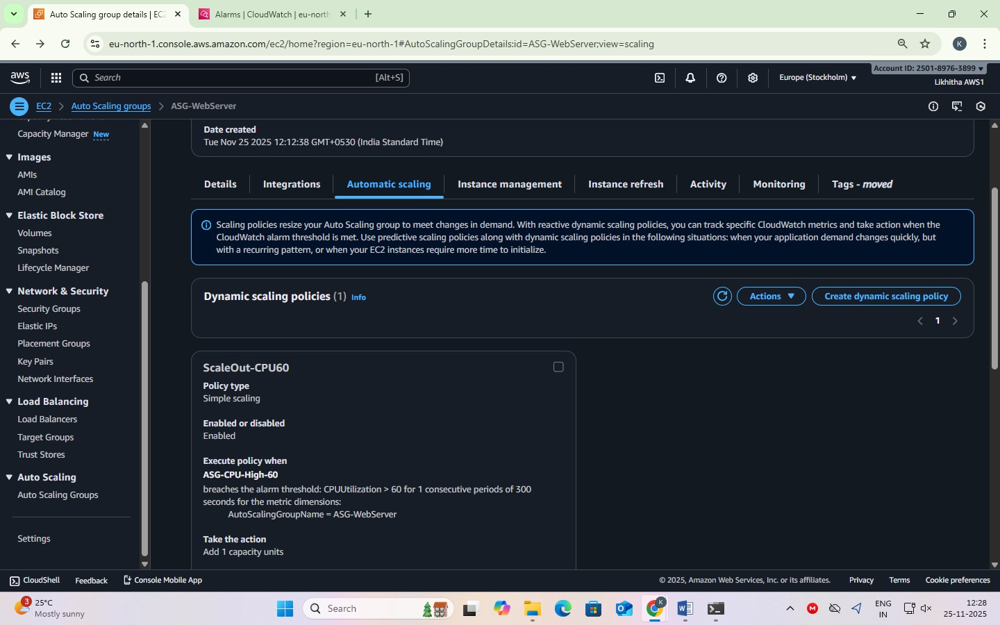 Auto Scaling group details | EC2
Alarms | CloudWatch | eu-north
eu-north-1.console.aws.amazon.com/ec2/home?region=eu-north-1#AutoScalingGroupDetails:id=ASG-WebServer;view=scaling
K
aws
Search
[Alt+S]
Europe (Stockholm)
Account ID: 2501-8976-3899
Likhitha AWS1
EC2
Auto Scaling groups
ASG-WebServer
Capacity Manager New
Images
AMIs
AMI Catalog
Elastic Block Store
Volumes
Snapshots
Lifecycle Manager
Network & Security
Security Groups
Elastic IPs
Placement Groups
Key Pairs
Network Interfaces
Load Balancing
Load Balancers
Target Groups
Trust Stores
Auto Scaling
Auto Scaling Groups
Settings
Date created
Tue Nov 25 2025 12:12:38 GMT+0530 (India Standard Time)
Details
Integrations
Automatic scaling
Instance management
Instance refresh
Activity
Monitoring
Tags - moved
Scaling policies resize your Auto Scaling group to meet changes in demand. With reactive dynamic scaling policies, you can track specific CloudWatch metrics and take action when the
CloudWatch alarm threshold is met. Use predictive scaling policies along with dynamic scaling policies in the following situations: when your application demand changes quickly, but
with a recurring pattern, or when your EC2 instances require more time to initialize.
Dynamic scaling policies (1) Info
Actions
Create dynamic scaling policy
1
ScaleOut-CPU60
Policy type
Simple scaling
Enabled or disabled
Enabled
Execute policy when
ASG-CPU-High-60
breaches the alarm threshold: CPUUtilization > 60 for 1 consecutive periods of 300
seconds for the metric dimensions:
AutoScalingGroupName = ASG-WebServer
Take the action
Add 1 capacity units
CloudShell
Feedback
Console Mobile App
© 2025, Amazon Web Services, Inc. or its affiliates.
Privacy
Terms
Cookie preferences
3
25°C
Mostly sunny
Search
K
ENG
IN
12:28
25-11-2025